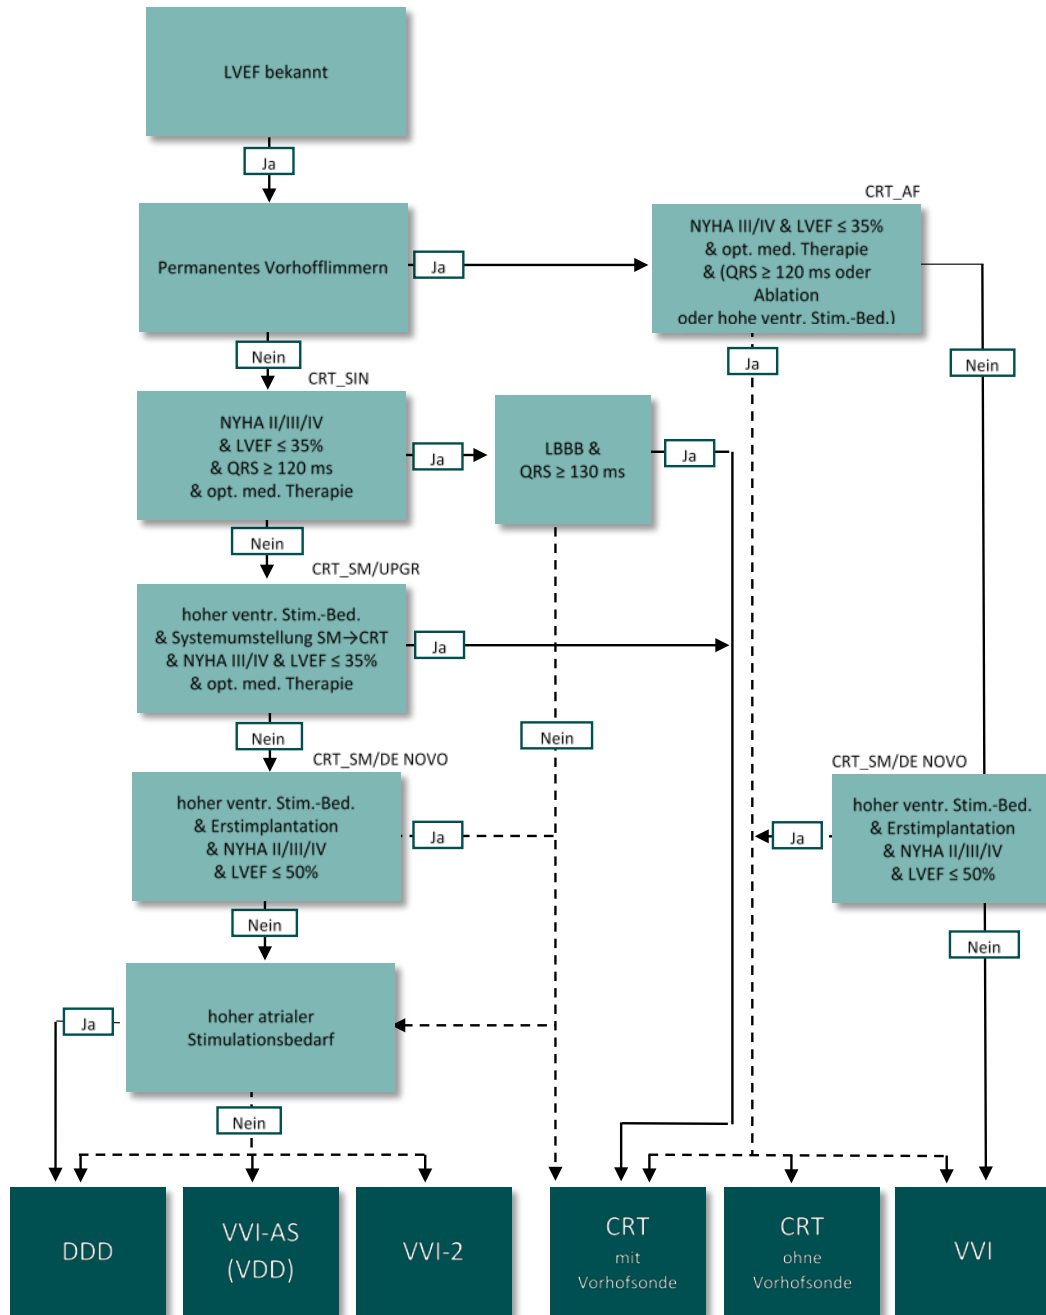 LVEF bekannt
Ja
CRT_AF
Permanentes Vorhofflimmern
Ja
NYHA III/IV & LVEF ≤ 35%
& opt. med. Therapie
& (QRS ≥ 120 ms oder
Ablation
oder hohe ventr. Stim.-Bed.)
Nein
Ja
Nein
CRT_SIN
NYHA II/III/IV
& LVEF ≤ 35%
& QRS ≥ 120 ms
& opt. med. Therapie
Ja
LBBB &
QRS ≥ 130 ms
Ja
Nein
CRT_SM/UPGR
hoher ventr. Stim.-Bed.
& Systemumstellung SM→CRT
& NYHA III/IV & LVEF ≤ 35%
& opt. med. Therapie
Ja
Nein
Nein
CRT_SM/DE NOVO
hoher ventr. Stim.-Bed.
& Erstimplantation
& NYHA II/III/IV
& LVEF ≤ 50%
Ja
CRT_SM/DE NOVO
Ja
hoher ventr. Stim.-Bed.
& Erstimplantation
& NYHA II/III/IV
& LVEF ≤ 50%
Nein
Nein
Ja
hoher atrialer
Stimulationsbedarf
Nein
DDD
VVI-AS
(VDD)
VVI-2
CRT
mit
Vorhofsonde
CRT
ohne
Vorhofsonde
VVI